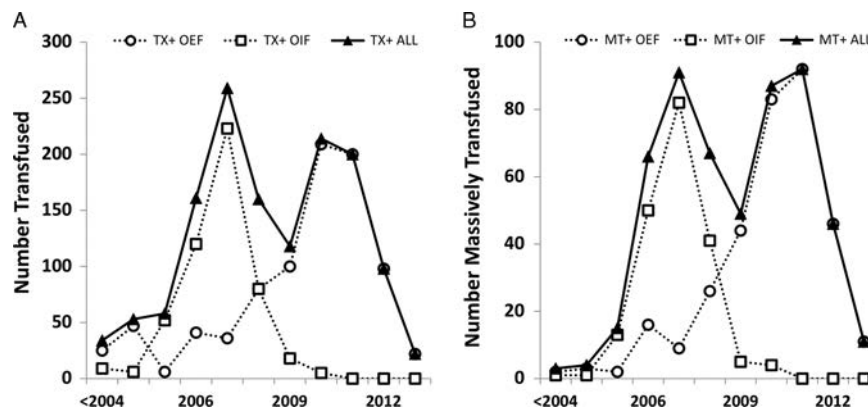 A
TX+ OEF TX+ OIF TX+ ALL
Number Transfused
300
250
200
150
100
50
0
<2004 2006 2009 2012
B
MT+ OEF MT+ OIF MT+ ALL
Number Massively Transfused
100
80
60
40
20
0
<2004 2006 2009 2012